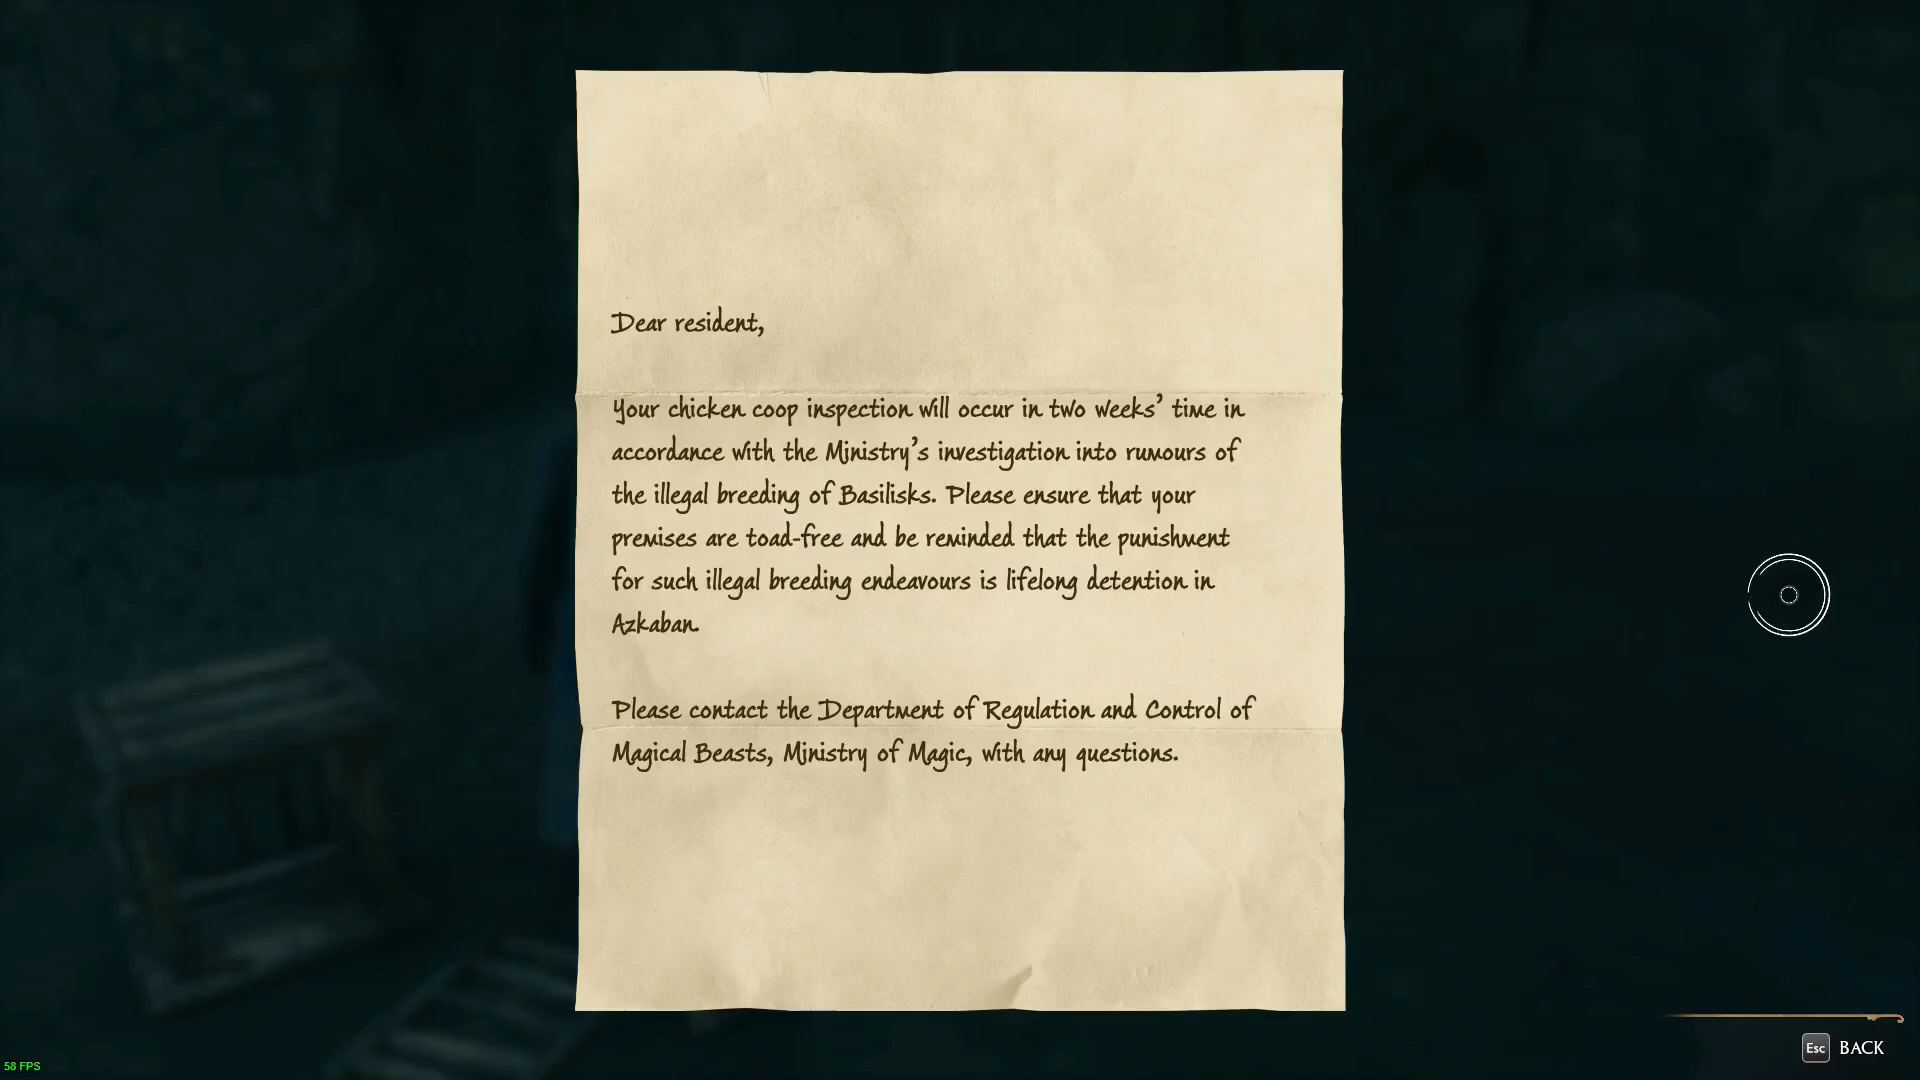 Dear resident,
Your chicken coop inspection will occur in two weeks’ time in
accordance with the Ministry’s investigation into rumours of
the illegal breeding of Basilisks. Please ensure that your
premises are toad-free and be reminded that the punishment
for such illegal breeding endeavours is lifelong detention in
Azkaban.
Please contact the Department of Regulation and Control of
Magical Beasts, Ministry of Magic, with any questions.
Esc BACK
58 FPS